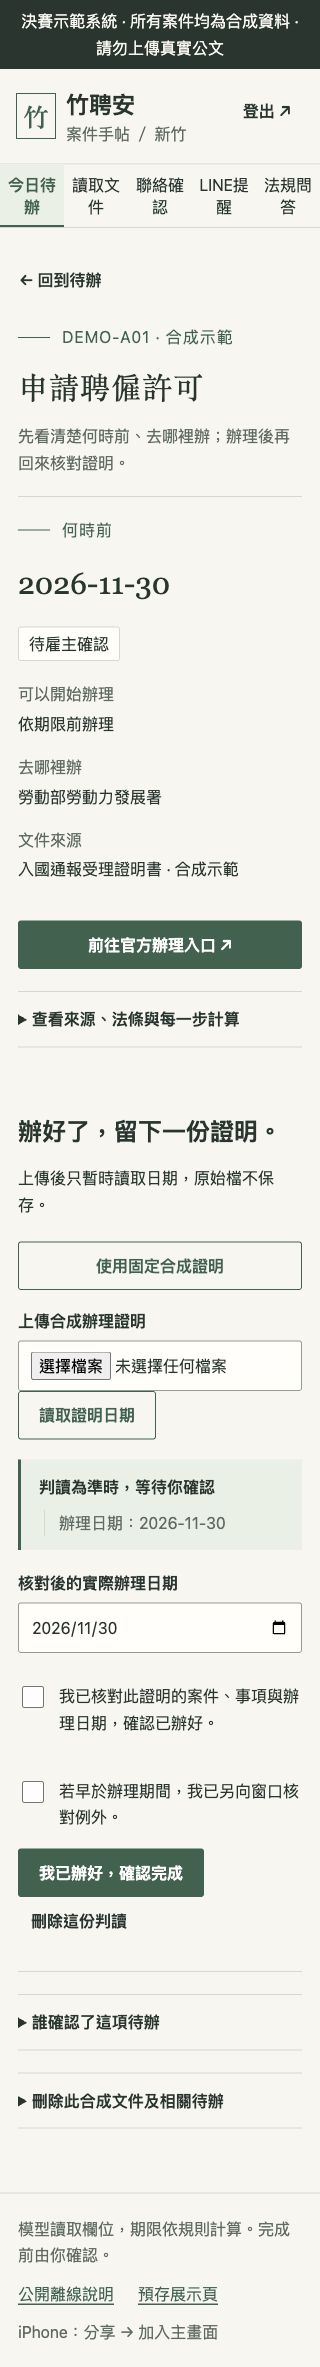 決賽示範系統 · 所有案件均為合成資料 ·
請勿上傳真實公文
竹
竹聘安
案件手帖 / 新竹
登出 ↗
今日待
辦
讀取文
件
聯絡確
認
LINE提
醒
法規問
答
← 回到待辦
DEMO-A01 · 合成示範
申請聘僱許可
先看清楚何時前、去哪裡辦；辦理後再
回來核對證明。
何時前
2026-11-30
待雇主確認
可以開始辦理
依期限前辦理
去哪裡辦
勞動部勞動力發展署
文件來源
入國通報受理證明書 · 合成示範
前往官方辦理入口 ↗
▶ 查看來源、法條與每一步計算
辦好了，留下一份證明。
上傳後只暫時讀取日期，原始檔不保
存。
使用固定合成證明
上傳合成辦理證明
選擇檔案 未選擇任何檔案
讀取證明日期
判讀為準時，等待你確認
辦理日期：2026-11-30
核對後的實際辦理日期
2026/11/30
我已核對此證明的案件、事項與辦
理日期，確認已辦好。
若早於辦理期間，我已另向窗口核
對例外。
我已辦好，確認完成
刪除這份判讀
▶ 誰確認了這項待辦
▶ 刪除此合成文件及相關待辦
模型讀取欄位，期限依規則計算。完成
前由你確認。
公開離線說明 預存展示頁
iPhone：分享 → 加入主畫面